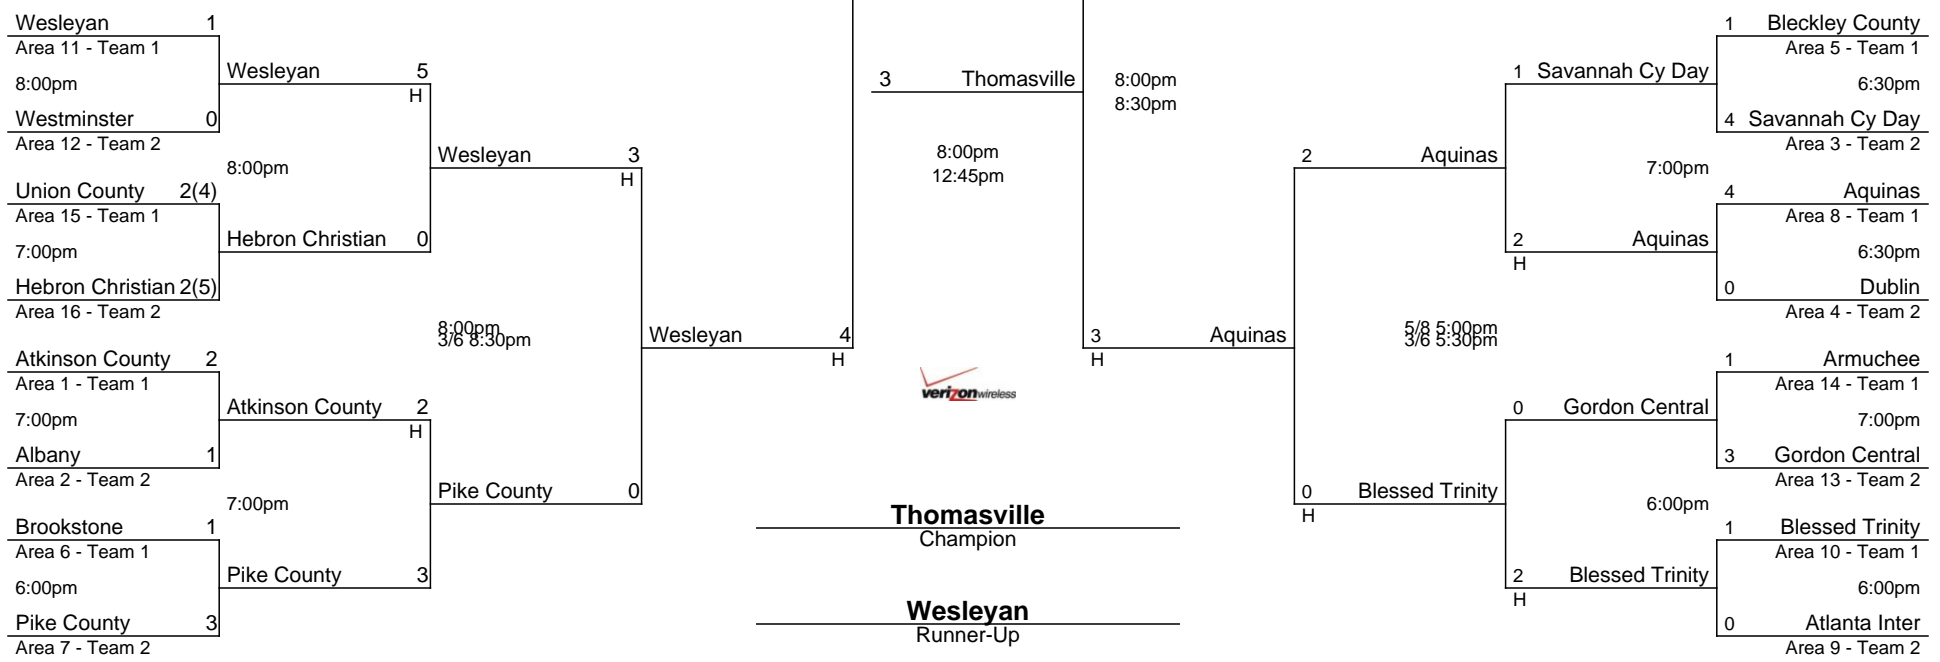 Wesleyan 1
Area 11 - Team 1
8:00pm
Westminster 0
Area 12 - Team 2
Union County 2(4)
Area 15 - Team 1
7:00pm
Hebron Christian 2(5)
Area 16 - Team 2
Atkinson County 2
Area 1 - Team 1
7:00pm
Albany 1
Area 2 - Team 2
Brookstone 1
Area 6 - Team 1
6:00pm
Pike County 3
Area 7 - Team 2
Wesleyan 5
H
8:00pm
Hebron Christian 0
Atkinson County 2
H
7:00pm
Pike County 3
Wesleyan 3
H
8:00pm
3/6 8:30pm
Pike County 0
Wesleyan 4
H
3 Thomasville
8:00pm
12:45pm
verizonwireless
Thomasville
Champion
Wesleyan
Runner-Up
8:00pm
8:30pm
3 Aquinas
H
2 Aquinas
5/8 5:00pm
3/6 5:30pm
0 Blessed Trinity
H
1 Savannah Cy Day
7:00pm
2 Aquinas
H
0 Gordon Central
6:00pm
2 Blessed Trinity
H
1 Bleckley County
Area 5 - Team 1
6:30pm
4 Savannah Cy Day
Area 3 - Team 2
4 Aquinas
Area 8 - Team 1
6:30pm
0 Dublin
Area 4 - Team 2
1 Armuchee
Area 14 - Team 1
7:00pm
3 Gordon Central
Area 13 - Team 2
1 Blessed Trinity
Area 10 - Team 1
6:00pm
0 Atlanta Inter
Area 9 - Team 2